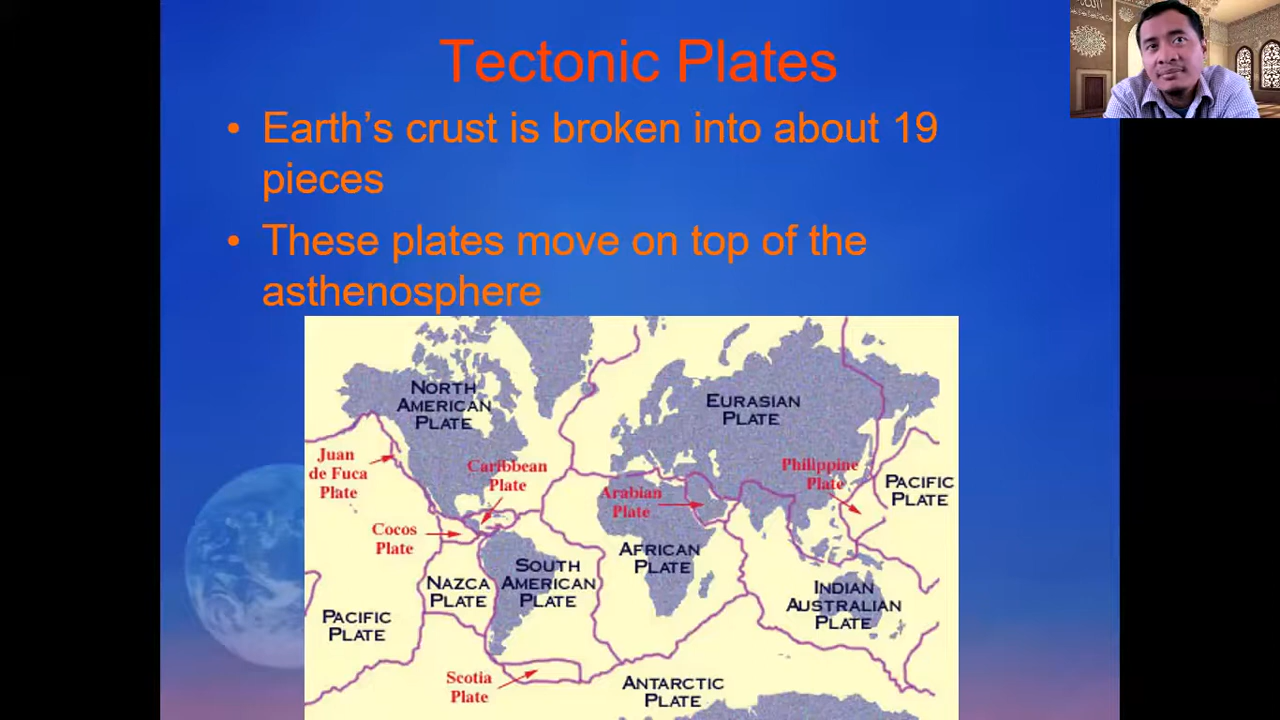 Tectonic Plates
• Earth's crust is broken into about 19
pieces
• These plates move on top of the
asthenosphere
NORTH
AMERICAN
PLATE
EURASIAN
PLATE
Juan
de Fuca
Plate
Caribbean
Plate
Philippine
Plate
Arabian
Plate
PACIFIC
PLATE
Cocos
Plate
AFRICAN
PLATE
SOUTH
AMERICAN
PLATE
NAZCA
PLATE
INDIAN
AUSTRALIAN
PLATE
PACIFIC
PLATE
Scotia
Plate
ANTARCTIC
PLATE